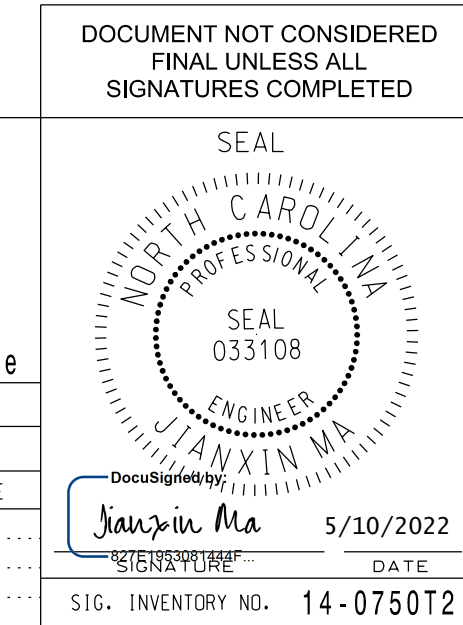 DOCUMENT NOT CONSIDERED
FINAL UNLESS ALL
SIGNATURES COMPLETED
SEAL
NORTH CAROLINA
PROFESSIONAL
SEAL
033108
ENGINEER
JIANXIN MA
e
E
DocuSigned by:
Jianxin Ma
5/10/2022
827E1953081444F...
SIGNATURE
DATE
SIG. INVENTORY NO. 14-0750T2